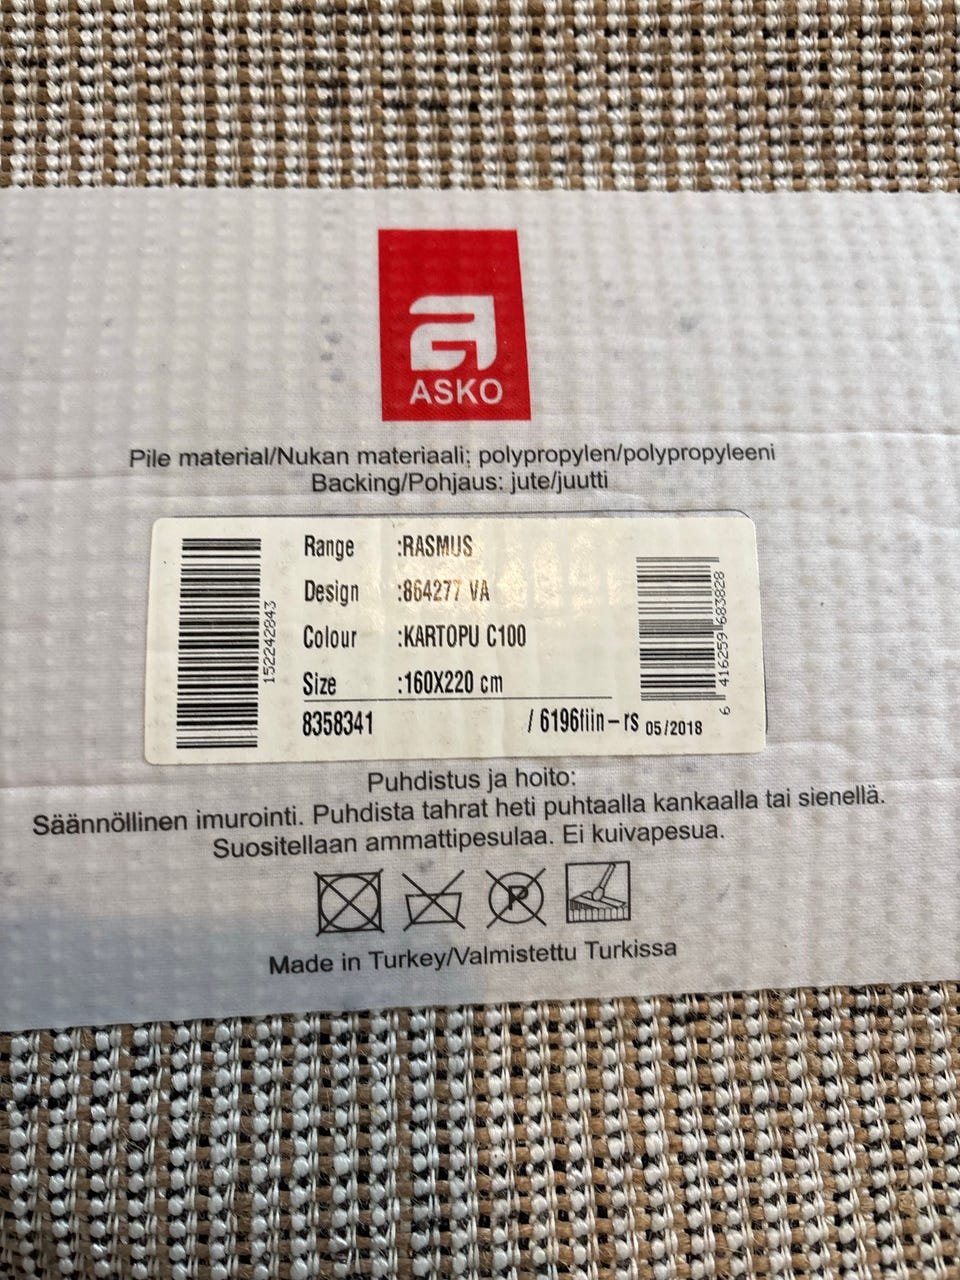 a
ASKO
Pile material/Nukan materiaali; polypropylen/polypropyleeni
Backing/Pohjaus: jute/juutti
152242843
Range :RASMUS
Design :864277 VA
Colour :KARTOPU C100
Size :160X220 cm
8358341 / 6196fiin-rs 05/2018
6 416259 683828
Puhdistus ja hoito:
Säännöllinen imurointi. Puhdista tahrat heti puhtaalla kankaalla tai sienellä.
Suositellaan ammattipesulaa. Ei kuivapesua.
P
Made in Turkey/Valmistettu Turkissa